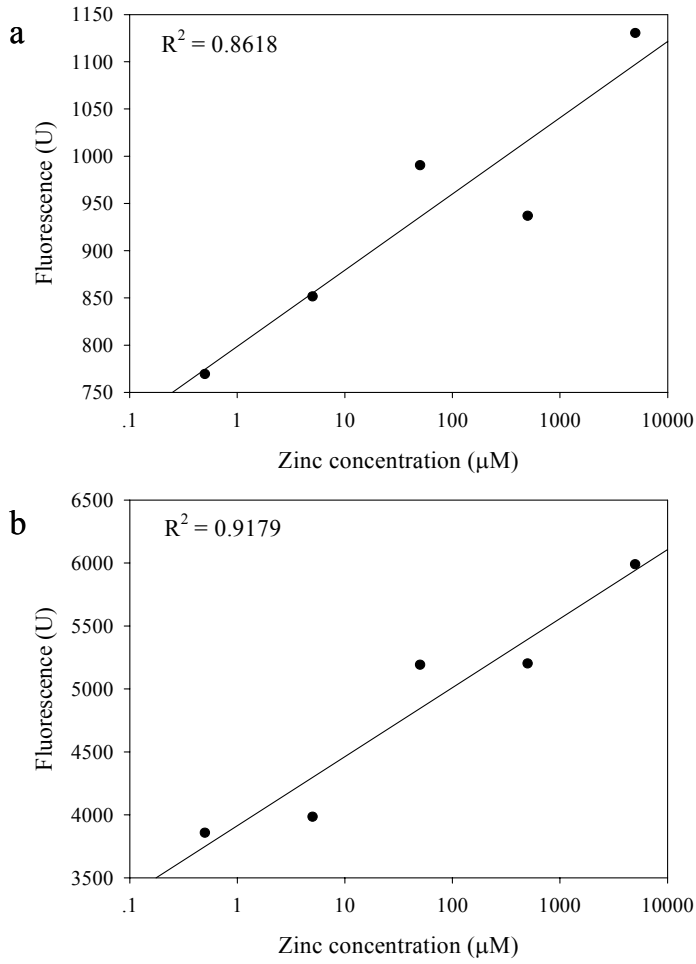 a
R² = 0.8618
Fluorescence (U)
1150
1100
1050
1000
950
900
850
800
750
.1 1 10 100 1000 10000
Zinc concentration (μM)
b
R² = 0.9179
Fluorescence (U)
6500
6000
5500
5000
4500
4000
3500
.1 1 10 100 1000 10000
Zinc concentration (μM)